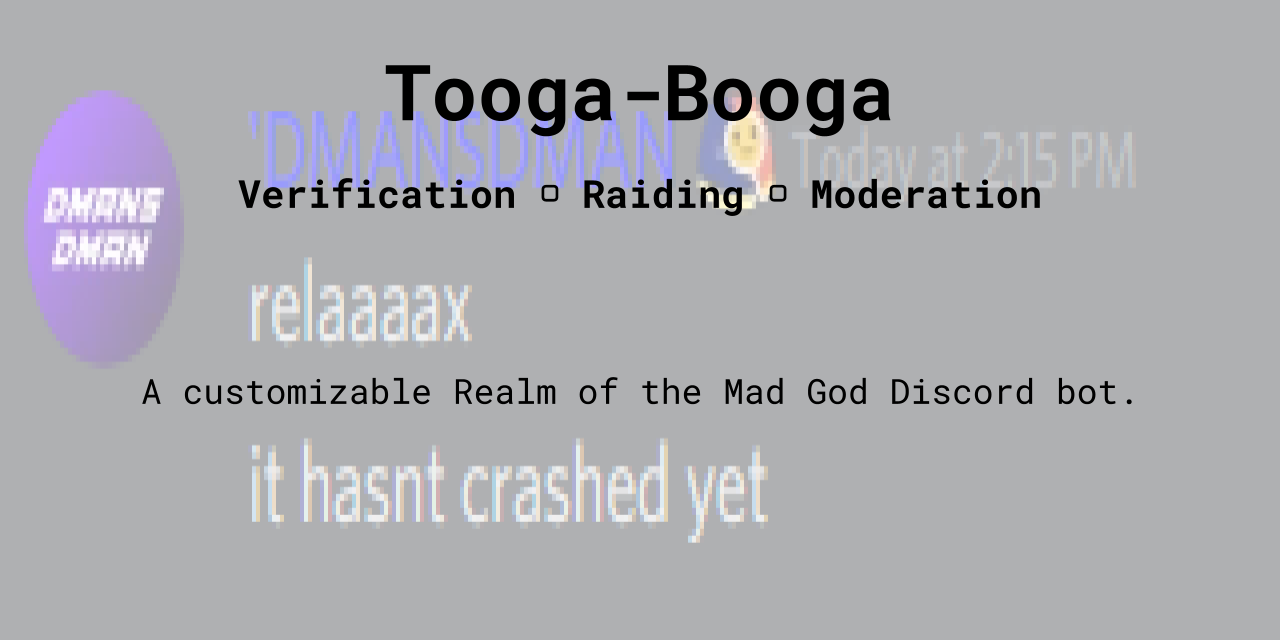 Tooga-Booga
'DMANSDMAN Today at 2:15 PM
DMANS
DMAN
Verification ▢ Raiding ▢ Moderation
relaaaax
A customizable Realm of the Mad God Discord bot.
it hasnt crashed yet